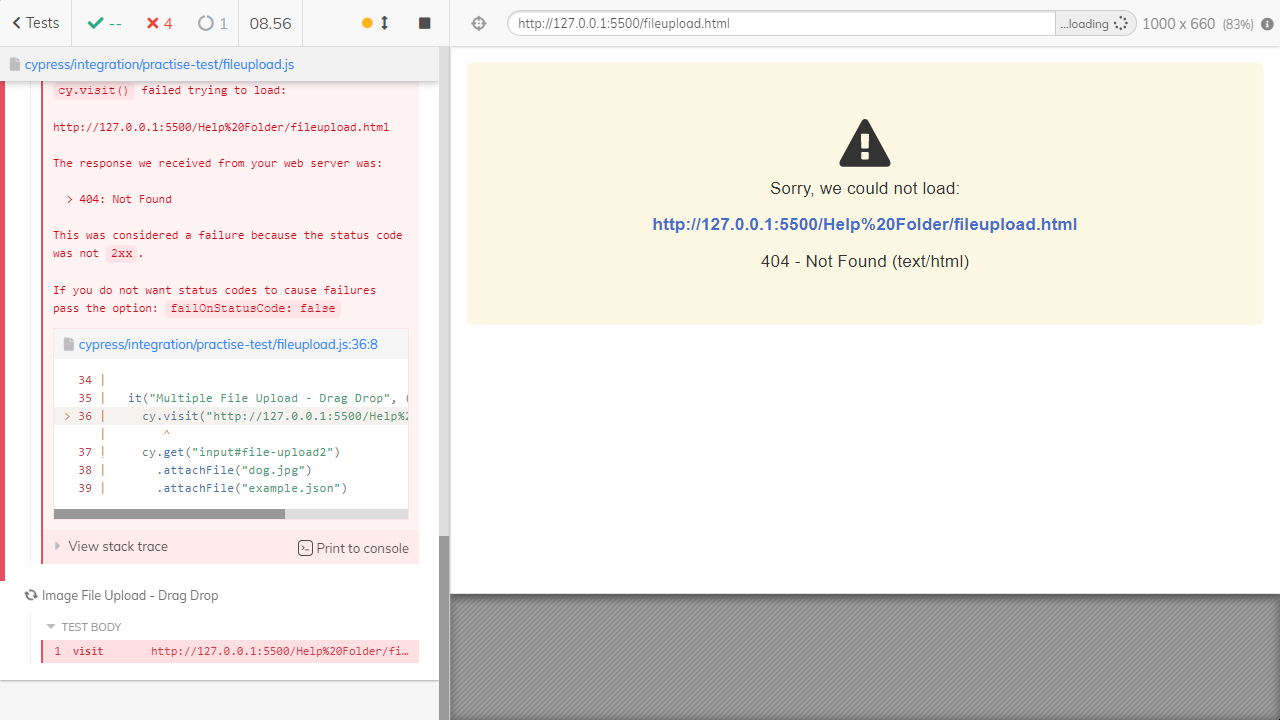 Tests
--
4
1
08.56
http://127.0.0.1:5500/fileupload.html
...loading
1000 x 660 (83%)
cypress/integration/practise-test/fileupload.js
cy.visit() failed trying to load:
http://127.0.0.1:5500/Help%20Folder/fileupload.html
The response we received from your web server was:
> 404: Not Found
This was considered a failure because the status code
was not 2xx.
If you do not want status codes to cause failures
pass the option: failOnStatusCode: false
cypress/integration/practise-test/fileupload.js:36:8
34 |
35 | it("Multiple File Upload - Drag Drop", (
> 36 | cy.visit("http://127.0.0.1:5500/Help%2
| ^
37 | cy.get("input#file-upload2")
38 | .attachFile("dog.jpg")
39 | .attachFile("example.json")
View stack trace
Print to console
Image File Upload - Drag Drop
TEST BODY
1 visit http://127.0.0.1:5500/Help%20Folder/fi…
Sorry, we could not load:
http://127.0.0.1:5500/Help%20Folder/fileupload.html
404 - Not Found (text/html)